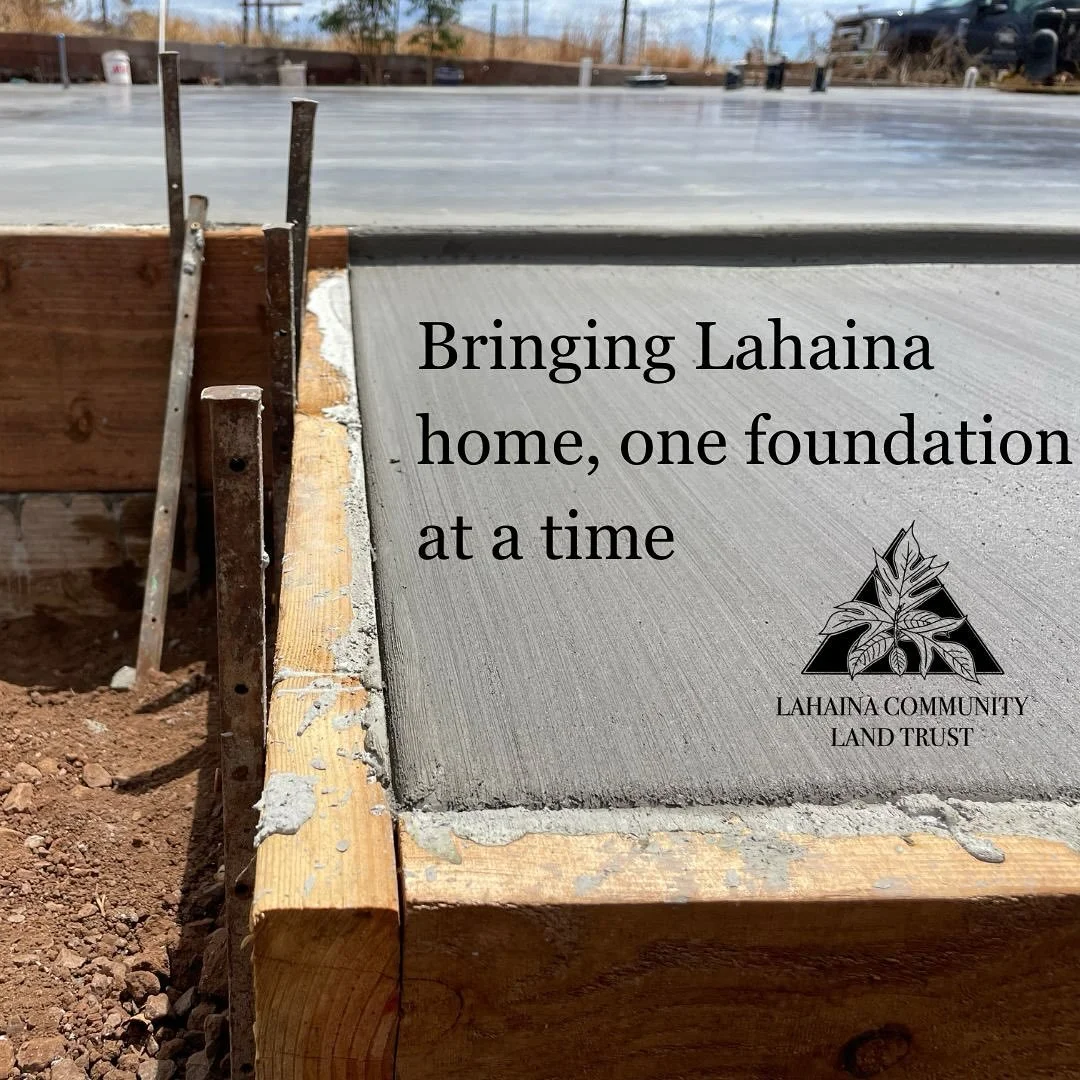 Bringing Lahaina
home, one foundation
at a time
LAHAINA COMMUNITY
LAND TRUST